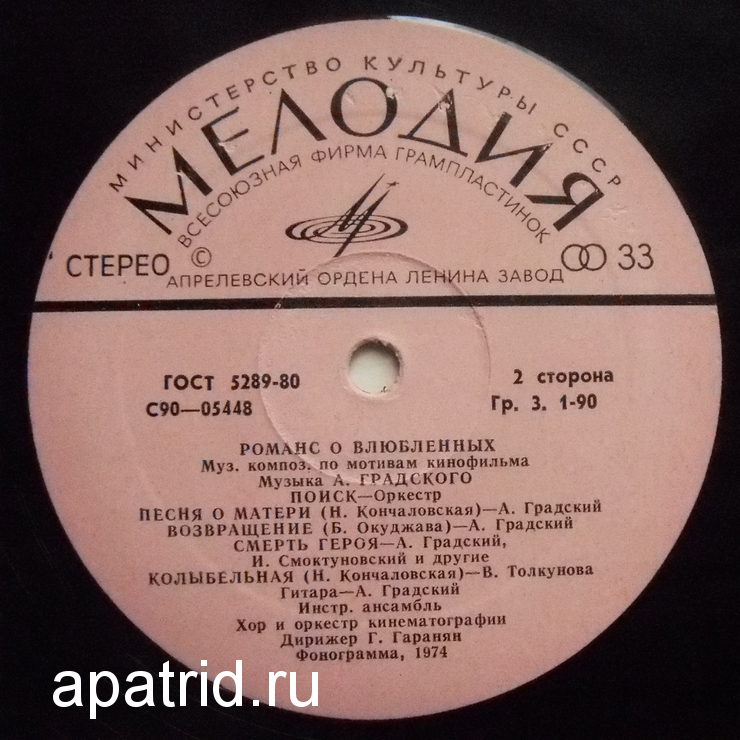 МИНИСТЕРСТВО КУЛЬТУРЫ СССР
МЕЛОДИЯ
ВСЕСОЮЗНАЯ ФИРМА ГРАМПЛАСТИНОК
СТЕРЕО
33
АПРЕЛЕВСКИЙ ОРДЕНА ЛЕНИНА ЗАВОД
ГОСТ 5289-80
2 сторона
С90—05448
Гр. 3. 1-90
РОМАНС О ВЛЮБЛЕННЫХ
Муз. композ. по мотивам кинофильма
Музыка А. ГРАДСКОГО
ПОИСК—Оркестр
ПЕСНЯ О МАТЕРИ (Н. Кончаловская)—А. Градский
ВОЗВРАЩЕНИЕ (Б. Окуджава)—А. Градский
СМЕРТЬ ГЕРОЯ—А. Градский,
И. Смоктуновский и другие
КОЛЫБЕЛЬНАЯ (Н. Кончаловская)—В. Толкунова
Гитара—А. Градский
Инстр. ансамбль
Хор и оркестр кинематографии
Дирижер Г. Гаранян
Фонограмма, 1974
apatrid.ru